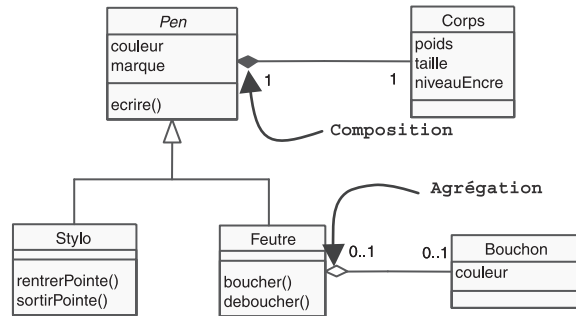 Pen
couleur
marque
ecrire()
Corps
poids
taille
niveauEncre
1
1
Composition
Agrégation
Stylo
rentrerPointe()
sortirPointe()
Feutre
boucher()
deboucher()
0..1
0..1
Bouchon
couleur